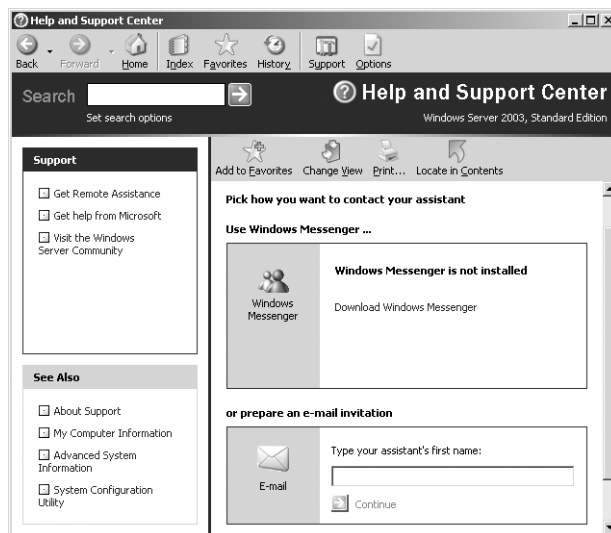 Help and Support Center
Back Forward Home Index Favorites History Support Options
Search
Set search options
Help and Support Center
Windows Server 2003, Standard Edition
Support
Get Remote Assistance
Get help from Microsoft
Visit the Windows
Server Community
See Also
About Support
My Computer Information
Advanced System
Information
System Configuration
Utility
Add to Favorites Change View Print... Locate in Contents
Pick how you want to contact your assistant
Use Windows Messenger ...
Windows
Messenger
Windows Messenger is not installed
Download Windows Messenger
or prepare an e-mail invitation
E-mail
Type your assistant's first name:
Continue